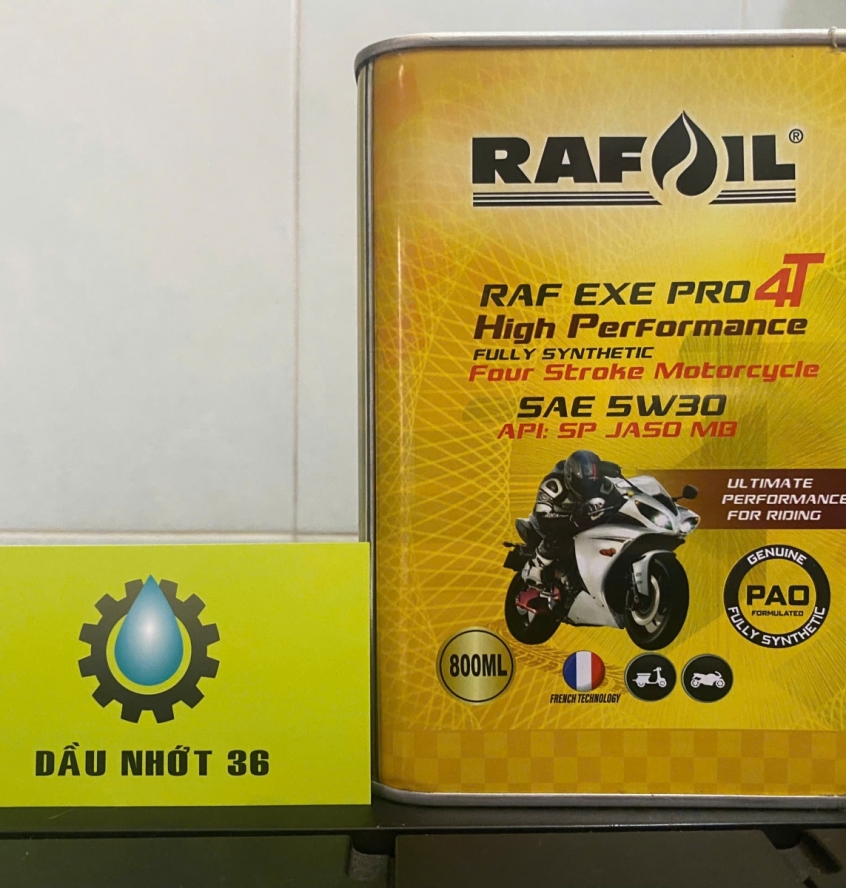 RAFOIL®
RAF EXE PRO 4T
High Performance
FULLY SYNTHETIC
Four Stroke Motorcycle
SAE 5W30
API: SP JASO MB
ULTIMATE
PERFORMANCE
FOR RIDING
GENUINE
PAO
FORMULATED
FULLY SYNTHETIC
800ML
FRENCH TECHNOLOGY
DẦU NHỚT 36